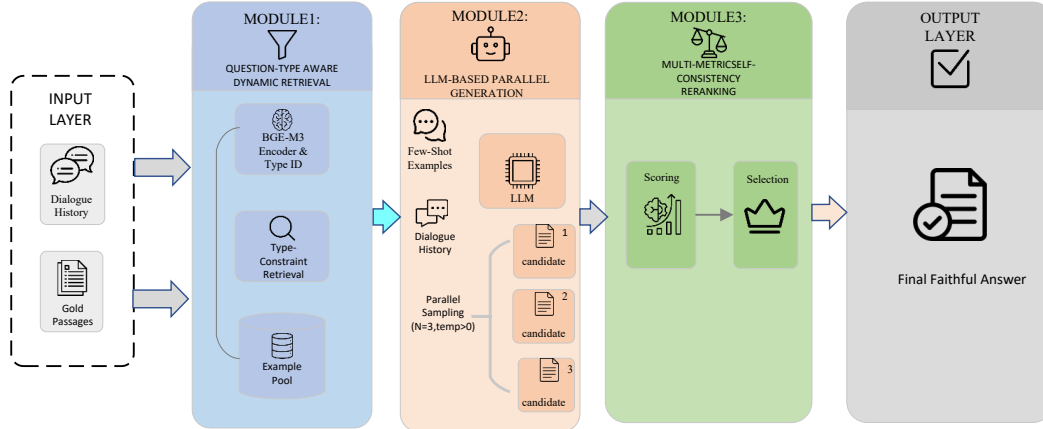 INPUT
LAYER
Dialogue
History
Gold
Passages
MODULE1:
QUESTION-TYPE AWARE
DYNAMIC RETRIEVAL
BGE-M3
Encoder &
Type ID
Type-
Constraint
Retrieval
Example
Pool
MODULE2:
LLM-BASED PARALLEL
GENERATION
Few-Shot
Examples
LLM
Dialogue
History
Parallel
Sampling
(N=3,temp>0)
1
candidate
2
candidate
3
candidate
MODULE3:
MULTI-METRICSELF-
CONSISTENCY
RERANKING
Scoring
Selection
OUTPUT
LAYER
Final Faithful Answer